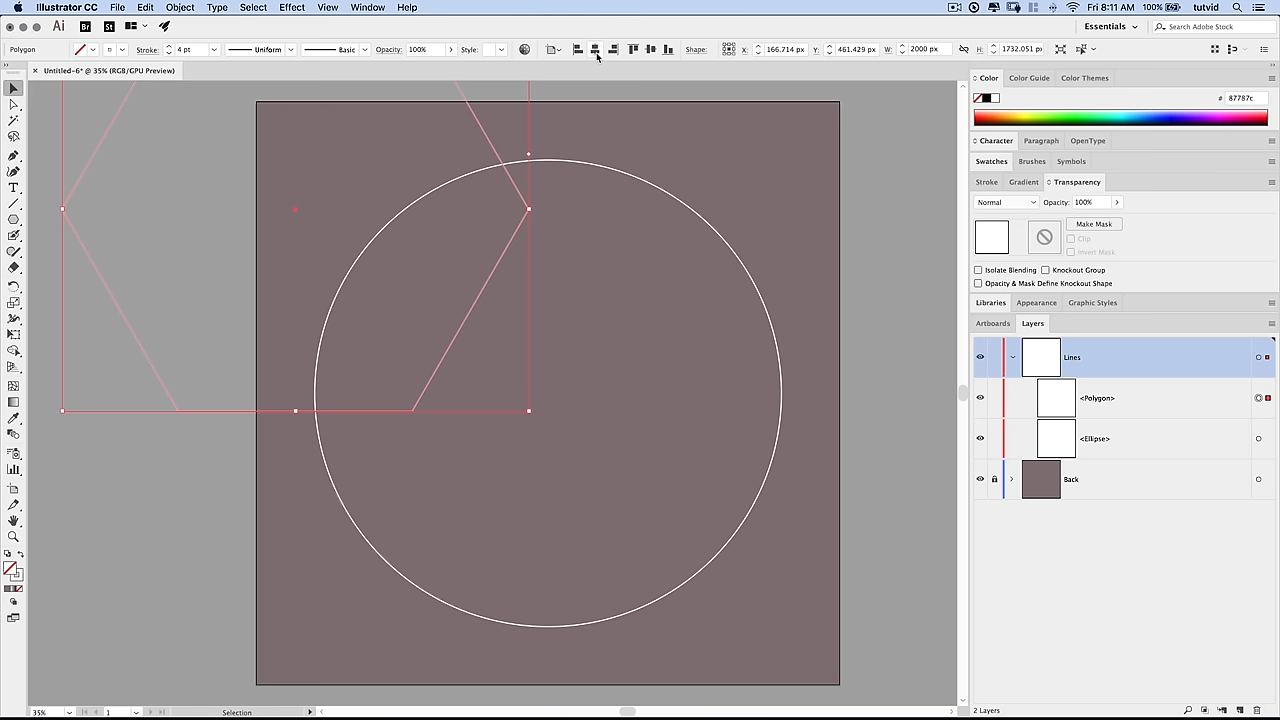 Illustrator CC File Edit Object Type Select Effect View Window Help 100% Fri 8:11 AM tutvid
Ai Br St Essentials Search Adobe Stock
Polygon Stroke: 4 pt Uniform Basic Opacity: 100% Style: Shape: X: 166.714 px Y: 461.429 px W: 2000 px H: 1732.051 px
× Untitled-6* @ 35% (RGB/GPU Preview)
Color Color Guide Color Themes
# 87787c
Character Paragraph OpenType
Swatches Brushes Symbols
Stroke Gradient Transparency
Normal Opacity: 100%
Make Mask
Clip
Invert Mask
Isolate Blending Knockout Group
Opacity & Mask Define Knockout Shape
Libraries Appearance Graphic Styles
Artboards Layers
Lines
<Polygon>
<Ellipse>
Back
35% 1 Selection 2 Layers